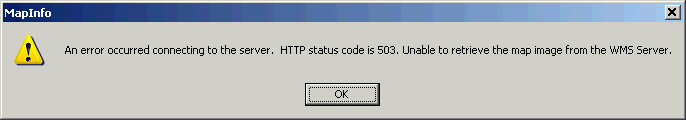 MapInfo
An error occurred connecting to the server.  HTTP status code is 503. Unable to retrieve the map image from the WMS Server.
OK